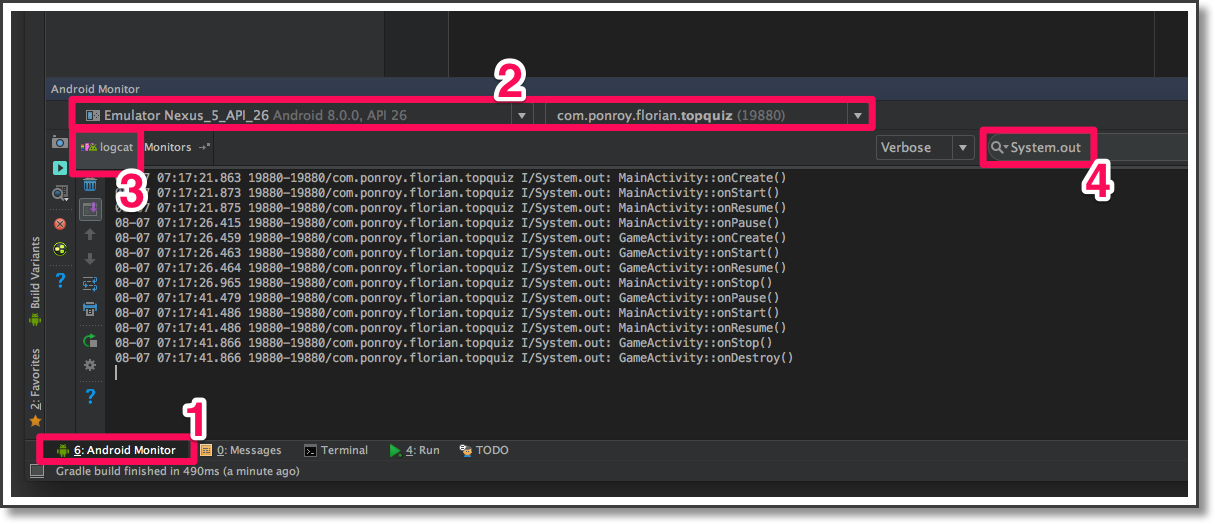 Android Monitor
2
Emulator Nexus_5_API_26 Android 8.0.0, API 26 com.ponroy.florian.topquiz (19880)
logcat Monitors Verbose System.out
3
4
07 07:17:21.863 19880-19880/com.ponroy.florian.topquiz I/System.out: MainActivity::onCreate()
07 07:17:21.873 19880-19880/com.ponroy.florian.topquiz I/System.out: MainActivity::onStart()
08-07 07:17:21.875 19880-19880/com.ponroy.florian.topquiz I/System.out: MainActivity::onResume()
08-07 07:17:26.415 19880-19880/com.ponroy.florian.topquiz I/System.out: MainActivity::onPause()
08-07 07:17:26.459 19880-19880/com.ponroy.florian.topquiz I/System.out: GameActivity::onCreate()
08-07 07:17:26.463 19880-19880/com.ponroy.florian.topquiz I/System.out: GameActivity::onStart()
08-07 07:17:26.464 19880-19880/com.ponroy.florian.topquiz I/System.out: GameActivity::onResume()
08-07 07:17:26.965 19880-19880/com.ponroy.florian.topquiz I/System.out: MainActivity::onStop()
08-07 07:17:41.479 19880-19880/com.ponroy.florian.topquiz I/System.out: GameActivity::onPause()
08-07 07:17:41.486 19880-19880/com.ponroy.florian.topquiz I/System.out: MainActivity::onStart()
08-07 07:17:41.486 19880-19880/com.ponroy.florian.topquiz I/System.out: MainActivity::onResume()
08-07 07:17:41.866 19880-19880/com.ponroy.florian.topquiz I/System.out: GameActivity::onStop()
08-07 07:17:41.866 19880-19880/com.ponroy.florian.topquiz I/System.out: GameActivity::onDestroy()
Build Variants
2: Favorites
1
6: Android Monitor 0: Messages Terminal 4: Run TODO
Gradle build finished in 490ms (a minute ago)